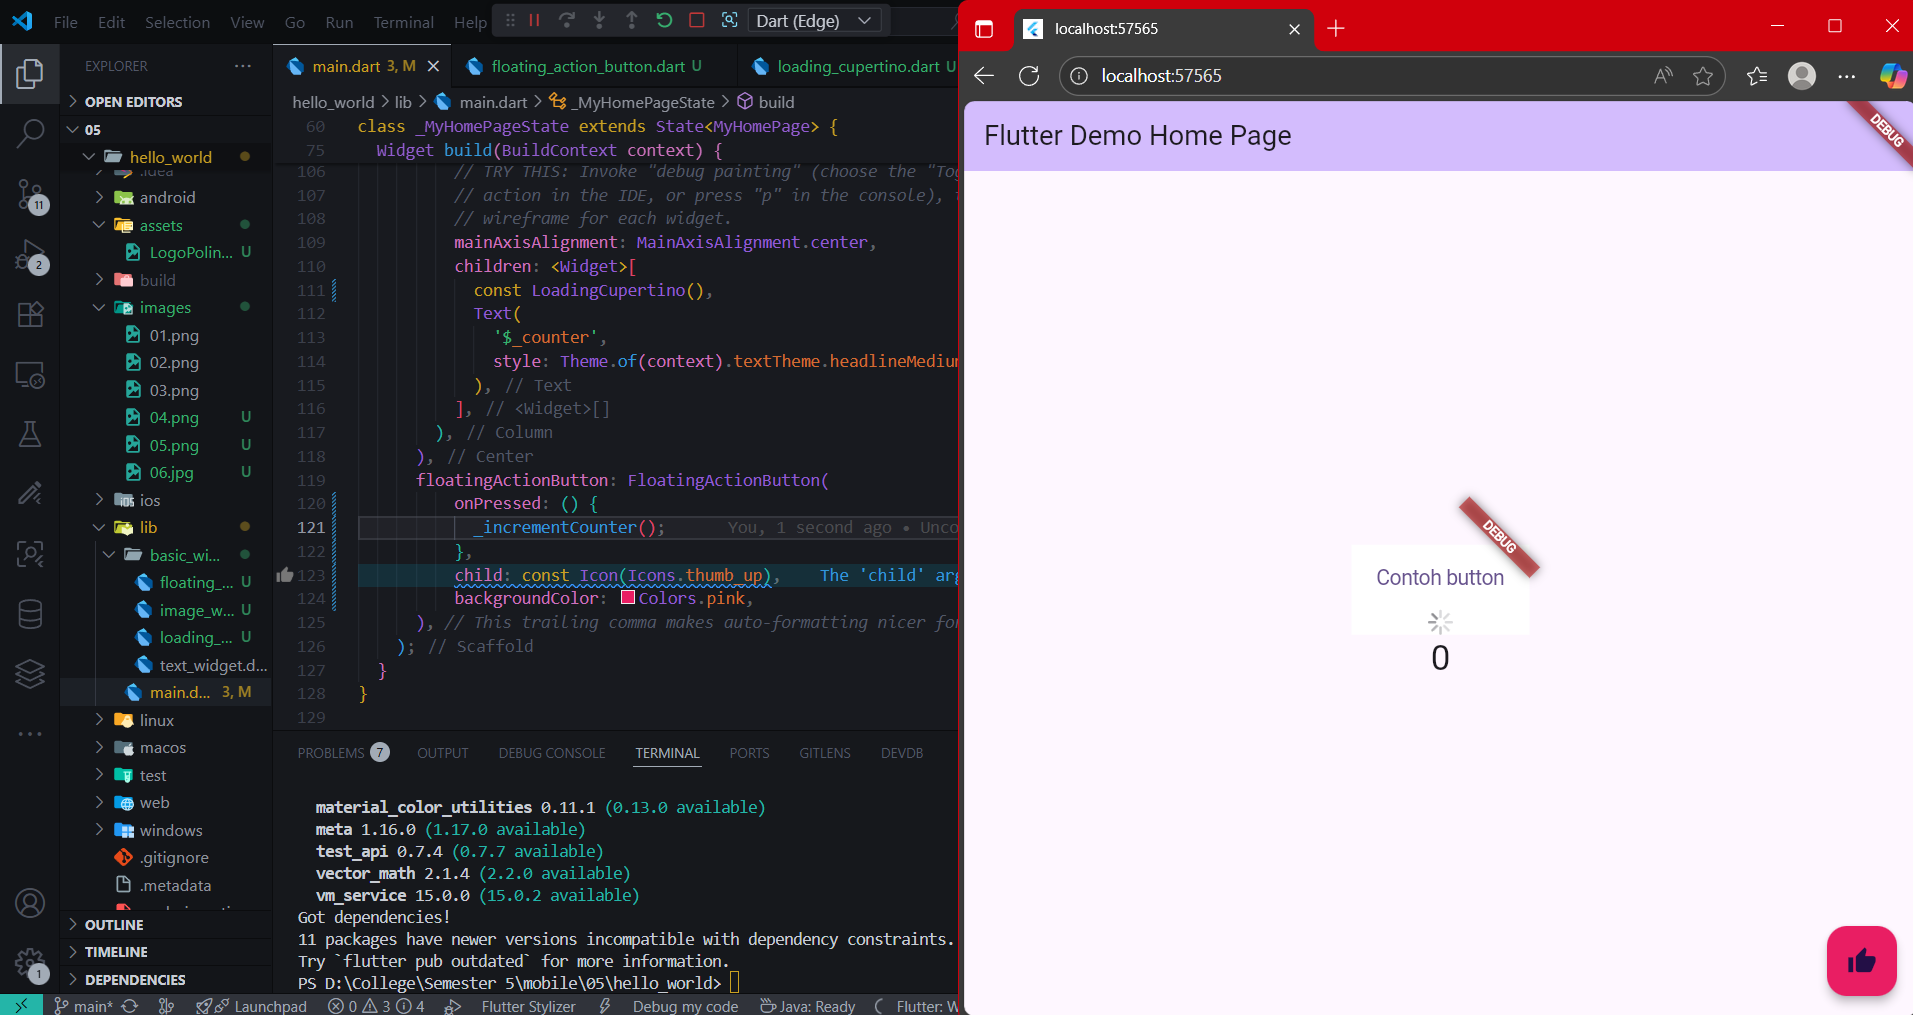 File Edit Selection View Go Run Terminal Help
Dart (Edge)
EXPLORER
OPEN EDITORS
05
hello_world
.idea
android
assets
LogoPolin... U
build
images
01.png
02.png
03.png
04.png U
05.png U
06.jpg U
ios
lib
basic_wi...
floating_... U
image_w... U
loading_... U
text_widget.d...
main.d... 3, M
linux
macos
test
web
windows
.gitignore
.metadata
OUTLINE
TIMELINE
DEPENDENCIES
11
2
1
main.dart 3, M
floating_action_button.dart U
loading_cupertino.dart U
hello_world > lib > main.dart > _MyHomePageState > build
60 class _MyHomePageState extends State<MyHomePage> {
75 Widget build(BuildContext context) {
106 // TRY THIS: Invoke "debug painting" (choose the "Tog
107 // action in the IDE, or press "p" in the console),
108 // wireframe for each widget.
109 mainAxisAlignment: MainAxisAlignment.center,
110 children: <Widget>[
111 const LoadingCupertino(),
112 Text(
113 '$_counter',
114 style: Theme.of(context).textTheme.headlineMedium
115 ), // Text
116 ], // <Widget>[]
117 ), // Column
118 ), // Center
119 floatingActionButton: FloatingActionButton(
120 onPressed: () {
121 _incrementCounter(); You, 1 second ago • Unco
122 },
123 child: const Icon(Icons.thumb_up), The 'child' arg
124 backgroundColor: Colors.pink,
125 ), // This trailing comma makes auto-formatting nicer for
126 ); // Scaffold
127 }
128 }
129
PROBLEMS 7 OUTPUT DEBUG CONSOLE TERMINAL PORTS GITLENS DEVDB
material_color_utilities 0.11.1 (0.13.0 available)
meta 1.16.0 (1.17.0 available)
test_api 0.7.4 (0.7.7 available)
vector_math 2.1.4 (2.2.0 available)
vm_service 15.0.0 (15.0.2 available)
Got dependencies!
11 packages have newer versions incompatible with dependency constraints.
Try `flutter pub outdated` for more information.
PS D:\College\Semester 5\mobile\05\hello_world>
main* Launchpad 0 3 4 Flutter Stylizer Debug my code Java: Ready Flutter: W
localhost:57565
localhost:57565
Flutter Demo Home Page
DEBUG
DEBUG
Contoh button
0